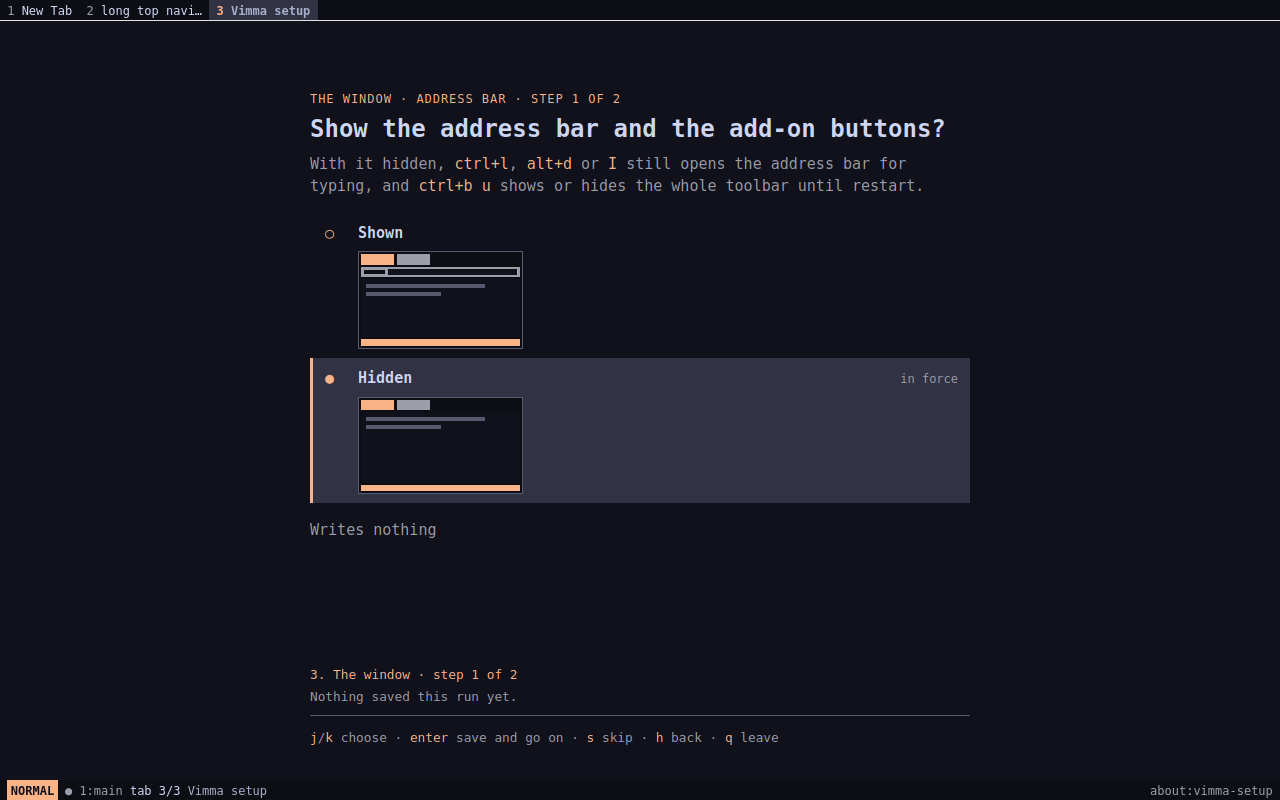 1 New Tab 2 long top navi… 3 Vimma setup
THE WINDOW · ADDRESS BAR · STEP 1 OF 2
Show the address bar and the add-on buttons?
With it hidden, ctrl+l, alt+d or I still opens the address bar for
typing, and ctrl+b u shows or hides the whole toolbar until restart.
○ Shown
● Hidden in force
Writes nothing
3. The window · step 1 of 2
Nothing saved this run yet.
j/k choose · enter save and go on · s skip · h back · q leave
NORMAL ● 1:main tab 3/3 Vimma setup about:vimma-setup